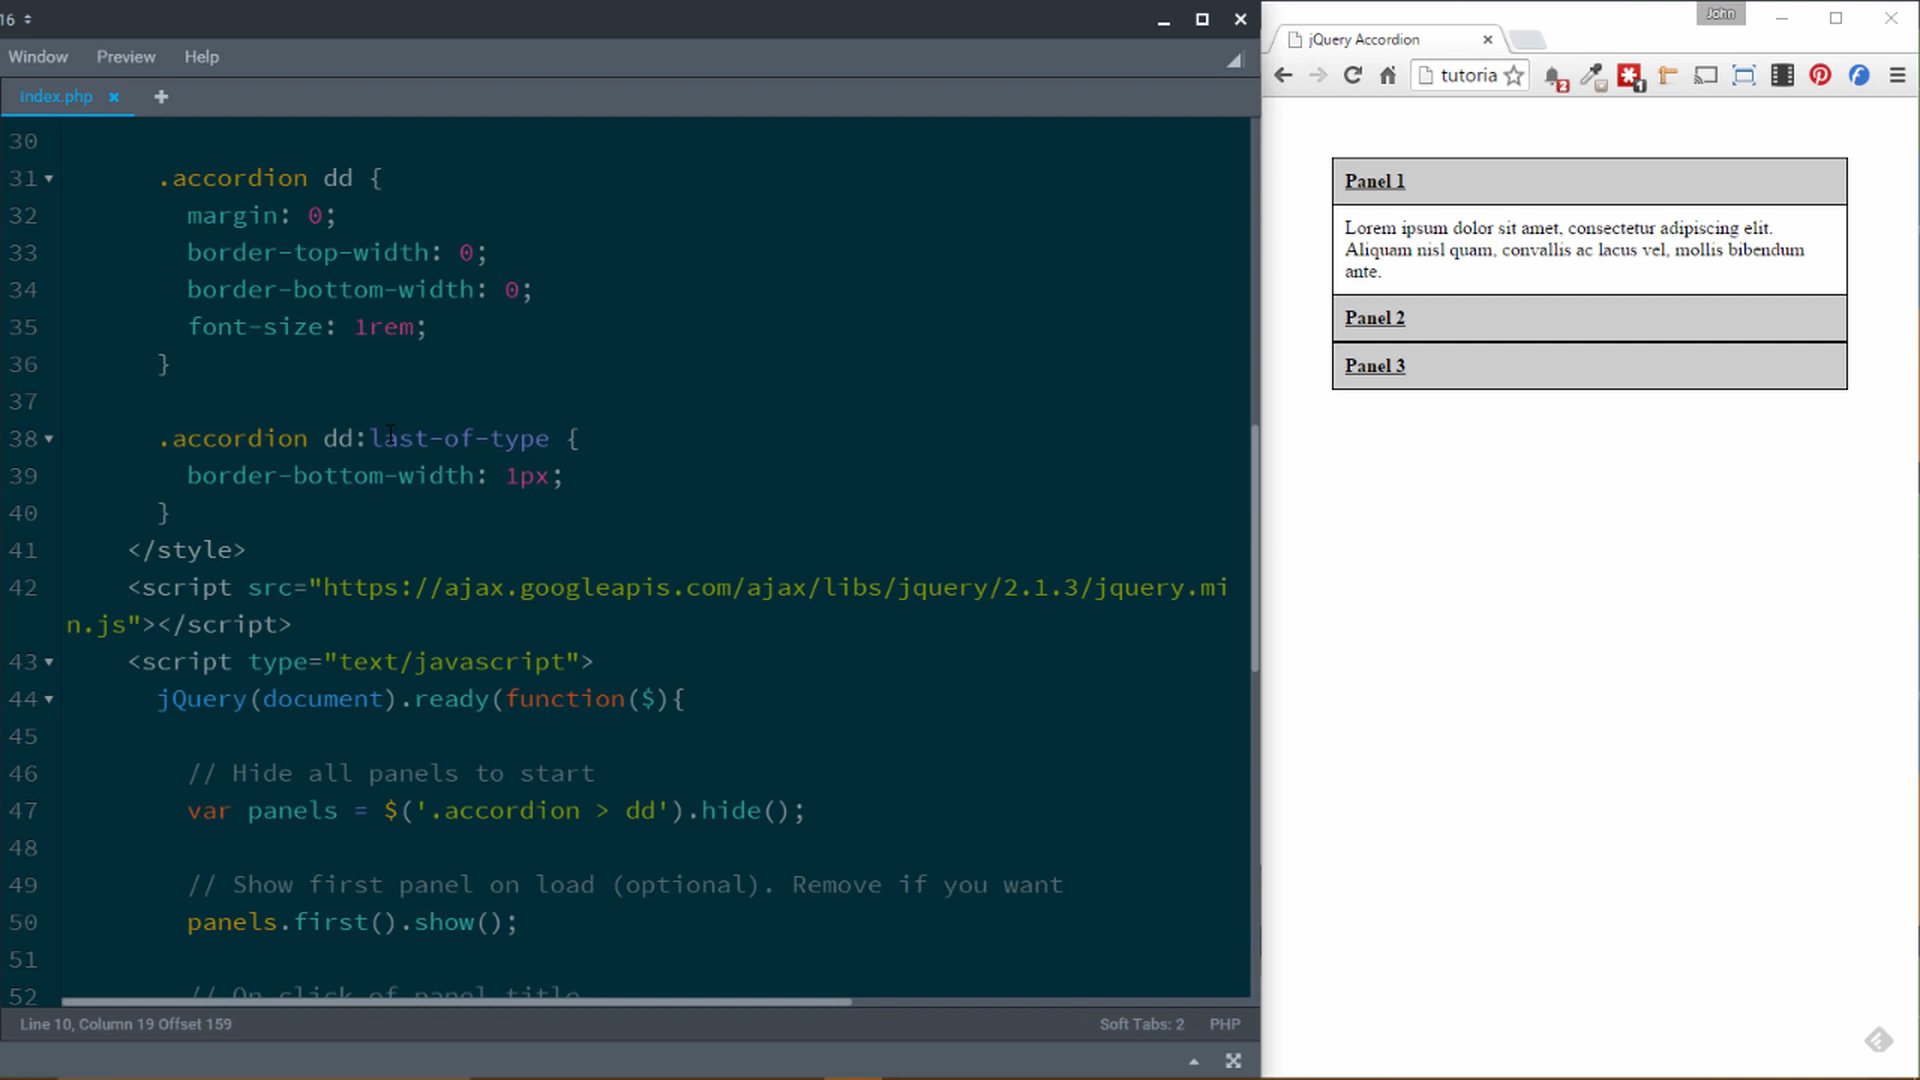 16
Window Preview Help
index.php
30
31 .accordion dd {
32 margin: 0;
33 border-top-width: 0;
34 border-bottom-width: 0;
35 font-size: 1rem;
36 }
37
38 .accordion dd:last-of-type {
39 border-bottom-width: 1px;
40 }
41 </style>
42 <script src="https://ajax.googleapis.com/ajax/libs/jquery/2.1.3/jquery.mi
n.js"></script>
43 <script type="text/javascript">
44 jQuery(document).ready(function($){
45
46 // Hide all panels to start
47 var panels = $('.accordion > dd').hide();
48
49 // Show first panel on load (optional). Remove if you want
50 panels.first().show();
51
52 // On click of panel title
Line 10, Column 19 Offset 159
Soft Tabs: 2 PHP
John
jQuery Accordion
tutoria
2
1
Panel 1
Lorem ipsum dolor sit amet, consectetur adipiscing elit.
Aliquam nisl quam, convallis ac lacus vel, mollis bibendum
ante.
Panel 2
Panel 3